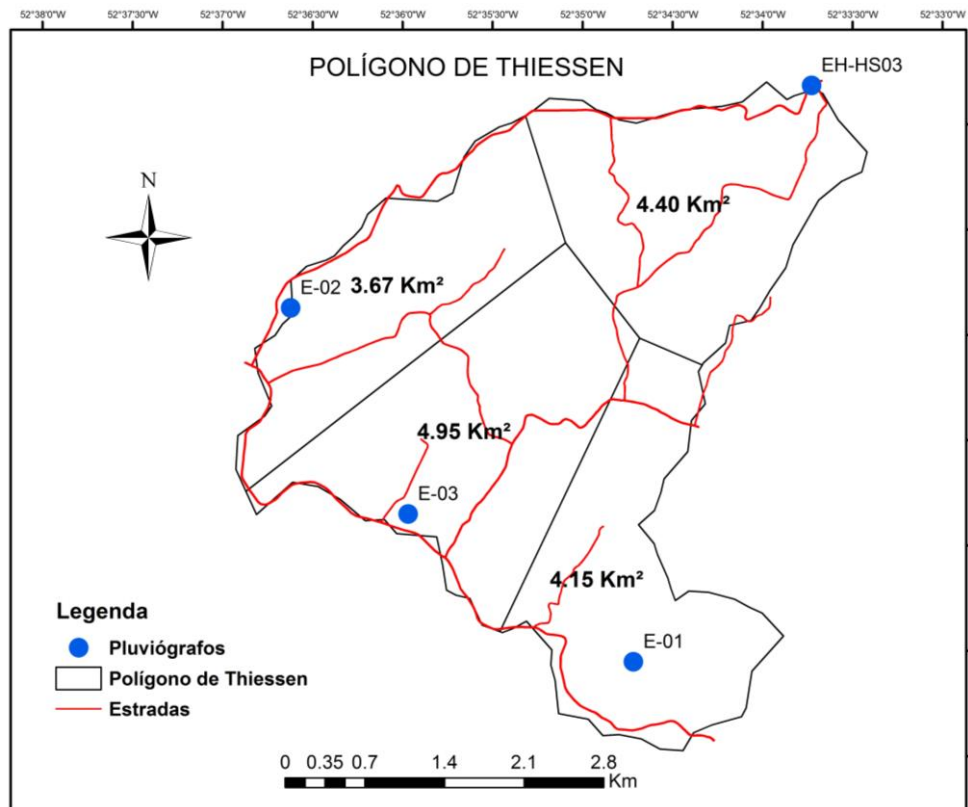 52°38'0"W 52°37'30"W 52°36'30"W 52°36'0"W 52°35'30"W 52°35'0"W 52°34'30"W 52°34'0"W 52°33'30"W 52°33'0"W
POLÍGONO DE THIESSEN
EH-HS03
N
4.40 Km²
E-02
3.67 Km²
4.95 Km²
E-03
4.15 Km²
E-01
Legenda
Pluviógrafos
Polígono de Thiessen
Estradas
0 0.35 0.7 1.4 2.1 2.8
Km